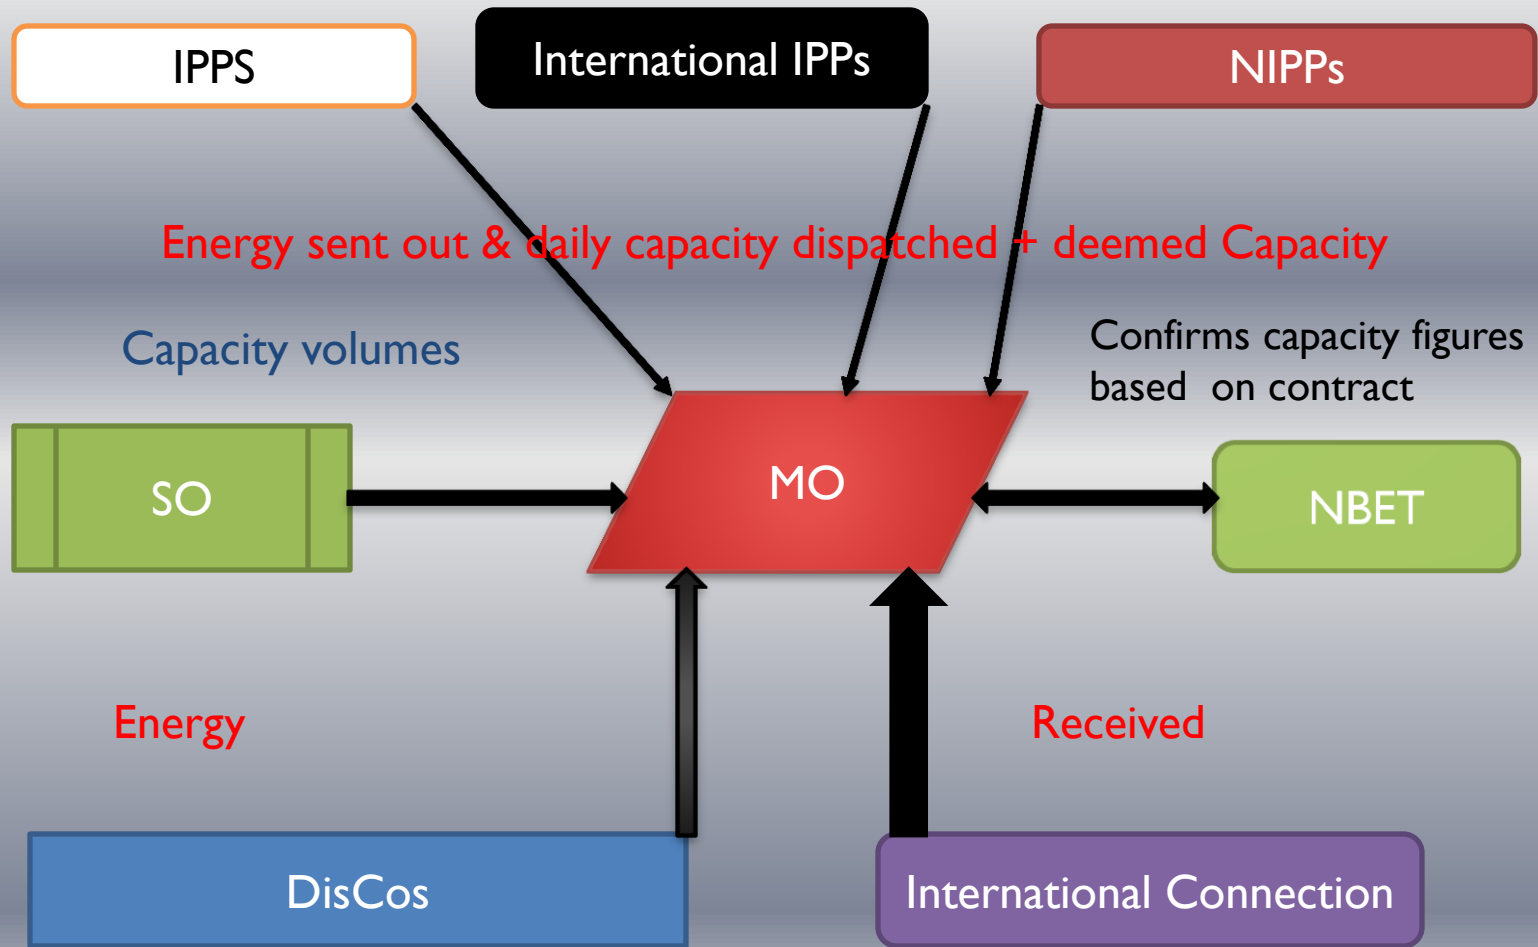 IPPS
International IPPs
NIPPs
Energy sent out & daily capacity dispatched + deemed Capacity
Capacity volumes
Confirms capacity figures
based on contract
SO
MO
NBET
Energy
Received
DisCos
International Connection